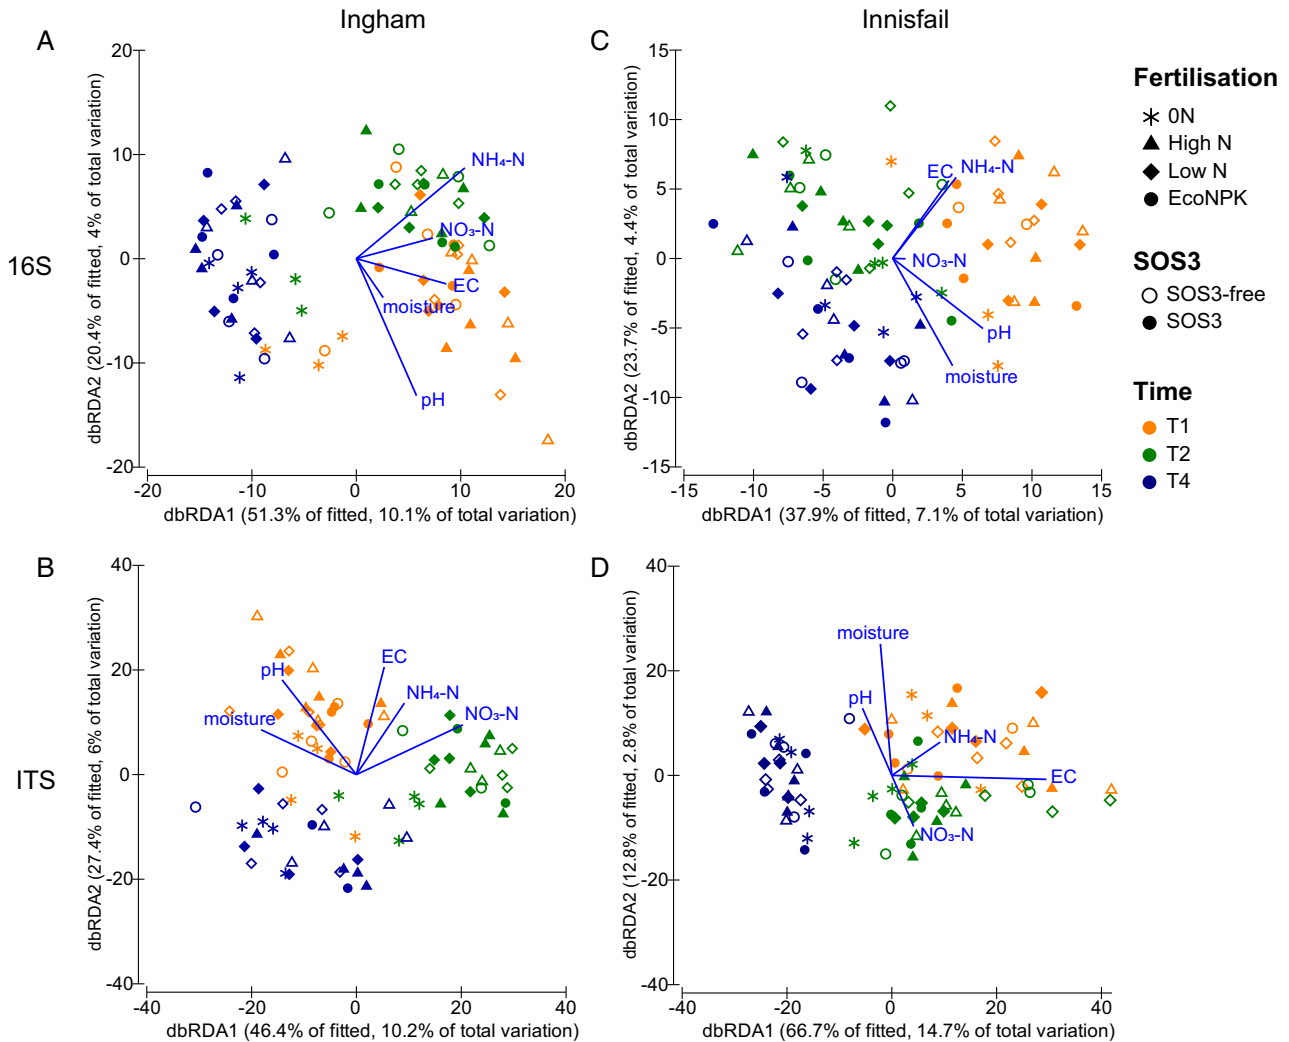 Ingham
Innisfail
A
20
10
0
-10
-20
-20
-10
0
10
20
dbRDA2 (20.4% of fitted, 4% of total variation)
dbRDA1 (51.3% of fitted, 10.1% of total variation)
NH₄-N
NO₃-N
EC
moisture
pH
16S
C
15
10
5
0
-5
-10
-15
-15
-10
-5
0
5
10
15
dbRDA2 (23.7% of fitted, 4.4% of total variation)
dbRDA1 (37.9% of fitted, 7.1% of total variation)
EC
NH₄-N
NO₃-N
pH
moisture
Fertilisation
0N
High N
Low N
EcoNPK
SOS3
SOS3-free
SOS3
Time
T1
T2
T4
B
40
20
0
-20
-40
-40
-20
0
20
40
dbRDA2 (27.4% of fitted, 6% of total variation)
dbRDA1 (46.4% of fitted, 10.2% of total variation)
EC
pH
NH₄-N
NO₃-N
moisture
ITS
D
40
20
0
-20
-40
-40
-20
0
20
40
dbRDA2 (12.8% of fitted, 2.8% of total variation)
dbRDA1 (66.7% of fitted, 14.7% of total variation)
moisture
pH
NH₄-N
EC
NO₃-N